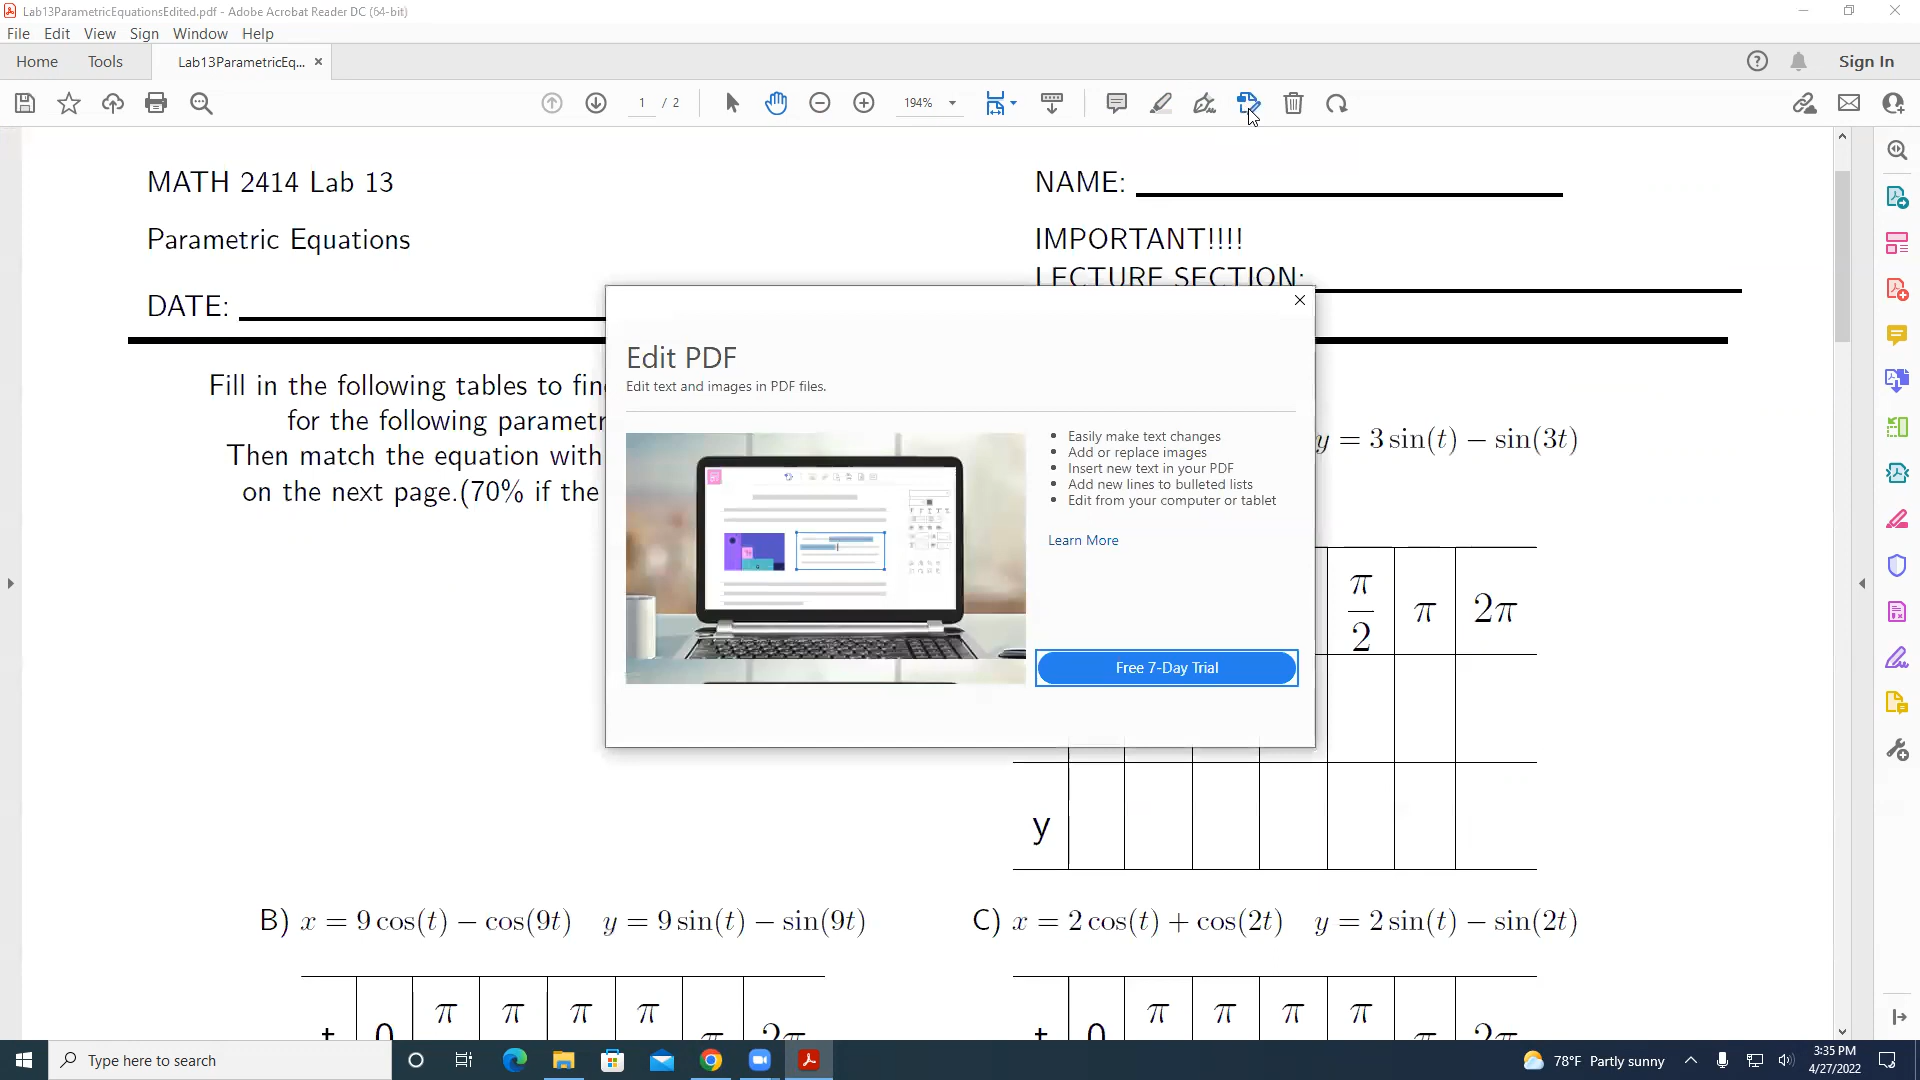 Lab13ParametricEquationsEdited.pdf - Adobe Acrobat Reader DC (64-bit)
File Edit View Sign Window Help
Home Tools Lab13ParametricEq... × Sign In
1 / 2 194%
MATH 2414 Lab 13 NAME:
Parametric Equations IMPORTANT!!!!
LECTURE SECTION:
DATE:
Edit PDF
Edit text and images in PDF files.
Fill in the following tables to fin
for the following parametr
Then match the equation with
on the next page.(70% if the
y = 3 sin(t) − sin(3t)
• Easily make text changes
• Add or replace images
• Insert new text in your PDF
• Add new lines to bulleted lists
• Edit from your computer or tablet
Learn More
Free 7-Day Trial
π/2 π 2π
y
B) x = 9 cos(t) − cos(9t) y = 9 sin(t) − sin(9t)
C) x = 2 cos(t) + cos(2t) y = 2 sin(t) − sin(2t)
t 0 π π π π π 2π
t 0 π π π π π 2π
Type here to search
78°F Partly sunny
3:35 PM
4/27/2022